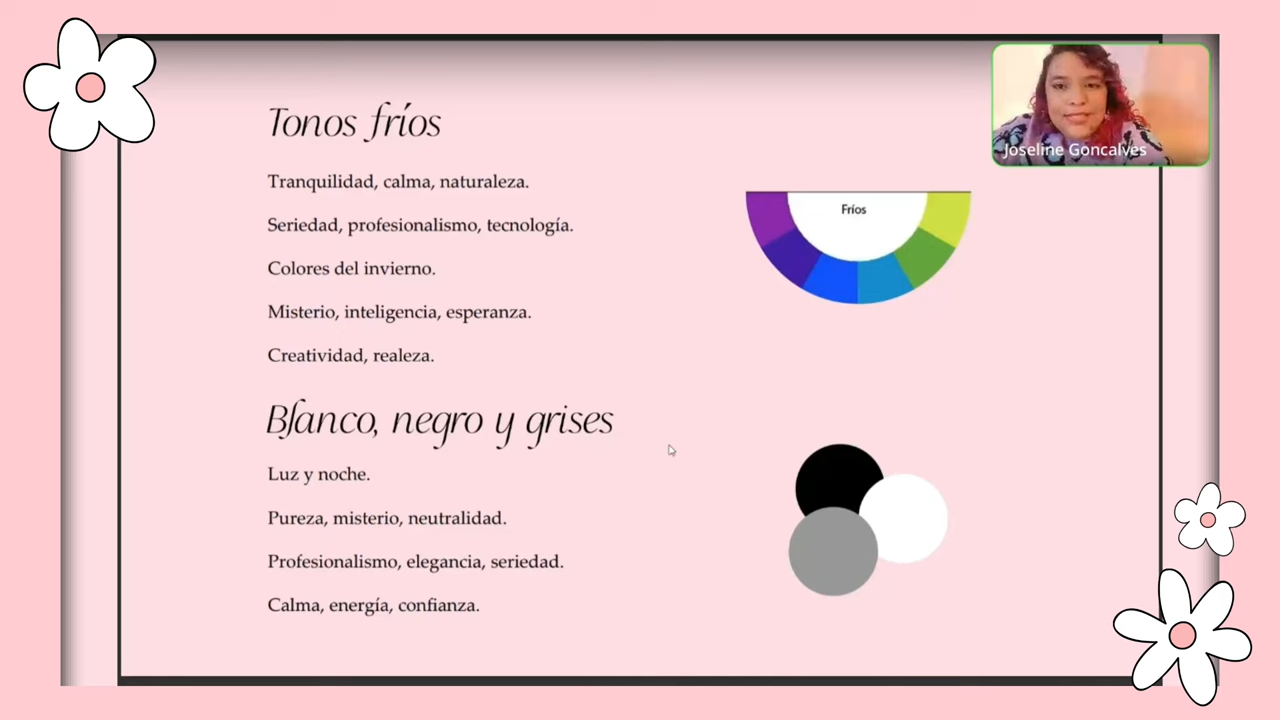 Tonos fríos
Tranquilidad, calma, naturaleza.
Seriedad, profesionalismo, tecnología.
Colores del invierno.
Misterio, inteligencia, esperanza.
Creatividad, realeza.
Fríos
Joseline Goncalves
Blanco, negro y grises
Luz y noche.
Pureza, misterio, neutralidad.
Profesionalismo, elegancia, seriedad.
Calma, energía, confianza.